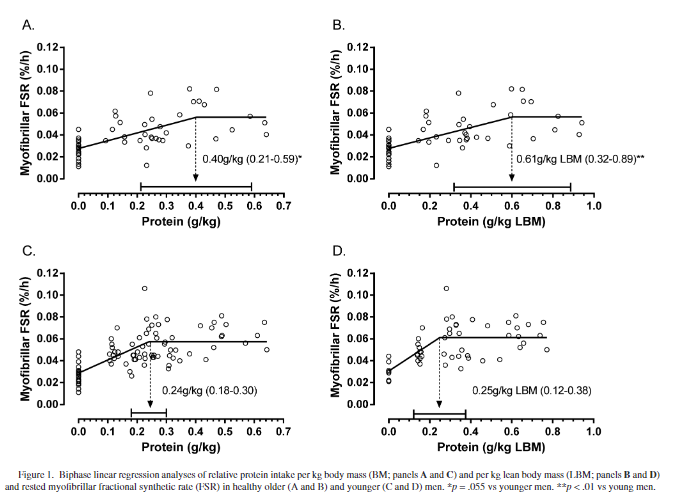 A.
B.
Myofibrillar FSR (%/h)
0.12
0.10
0.08
0.06
0.04
0.02
0.00
0.40g/kg (0.21-0.59)*
0.0 0.1 0.2 0.3 0.4 0.5 0.6 0.7
Protein (g/kg)
Myofibrillar FSR (%/h)
0.12
0.10
0.08
0.06
0.04
0.02
0.00
0.61g/kg LBM (0.32-0.89)**
0.0 0.2 0.4 0.6 0.8 1.0
Protein (g/kg LBM)
C.
D.
Myofibrillar FSR (%/h)
0.12
0.10
0.08
0.06
0.04
0.02
0.00
0.24g/kg (0.18-0.30)
0.0 0.1 0.2 0.3 0.4 0.5 0.6 0.7
Protein (g/kg)
Myofibrillar FSR (%/h)
0.12
0.10
0.08
0.06
0.04
0.02
0.00
0.25g/kg LBM (0.12-0.38)
0.0 0.2 0.4 0.6 0.8 1.0
Protein (g/kg LBM)
Figure 1. Biphase linear regression analyses of relative protein intake per kg body mass (BM; panels A and C) and per kg lean body mass (LBM; panels B and D)
and rested myofibrillar fractional synthetic rate (FSR) in healthy older (A and B) and younger (C and D) men. *p = .055 vs younger men. **p < .01 vs young men.